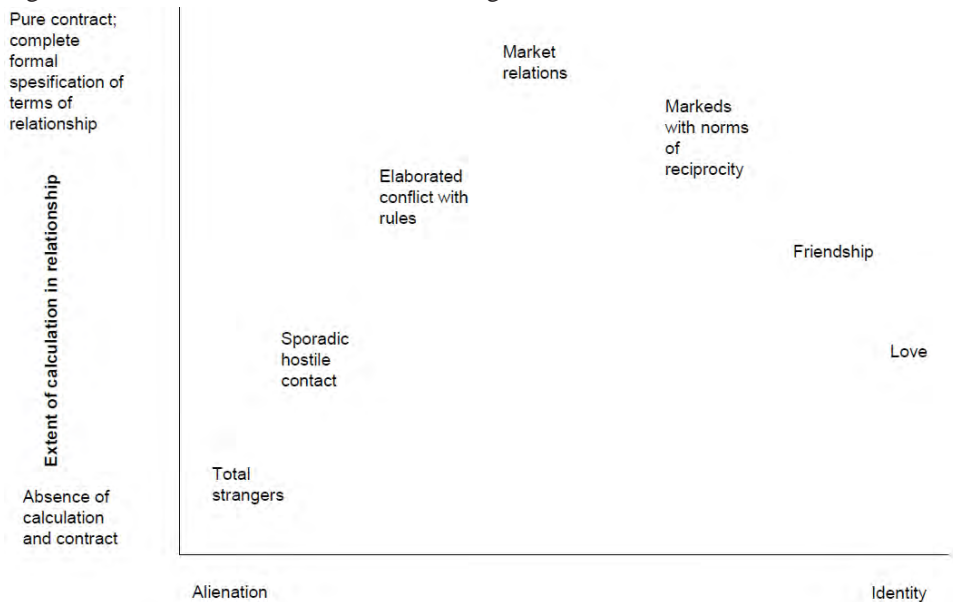 Pure contract;
complete
formal
spesification of
terms of
relationship
Market
relations
Markeds
with norms
of
reciprocity
Extent of calculation in relationship
Elaborated
conflict with
rules
Friendship
Sporadic
hostile
contact
Love
Total
strangers
Absence of
calculation
and contract
Alienation
Identity